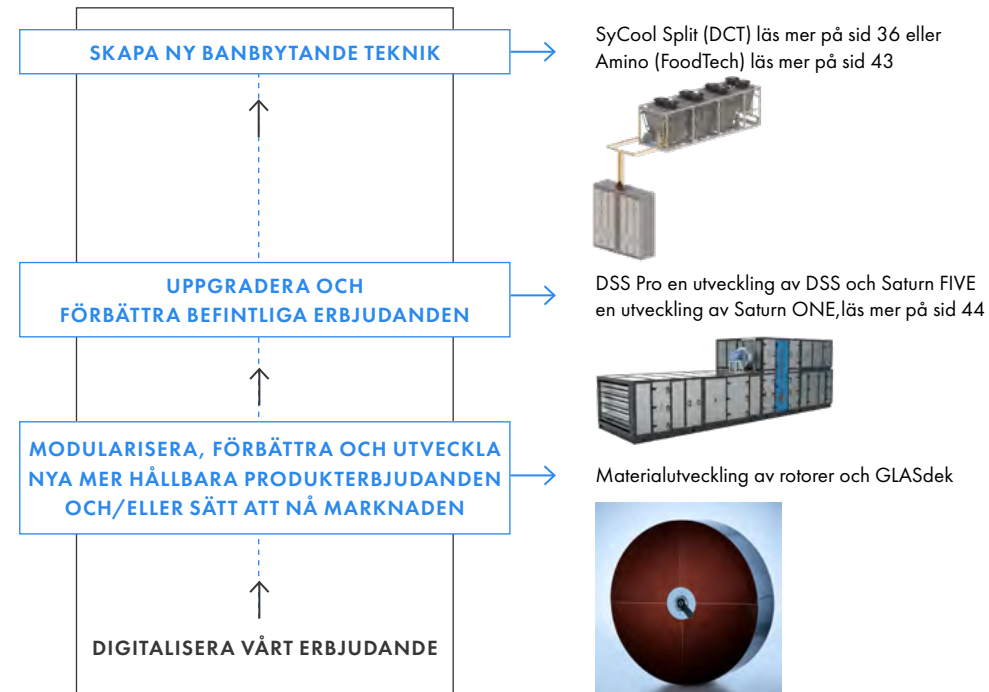 SKAPA NY BANBRYTANDE TEKNIK
SyCool Split (DCT) läs mer på sid 36 eller
Amino (FoodTech) läs mer på sid 43
UPPGRADERA OCH
FÖRBÄTTRA BEFINTLIGA ERBJUDANDEN
DSS Pro en utveckling av DSS och Saturn FIVE
en utveckling av Saturn ONE,läs mer på sid 44
MODULARISERA, FÖRBÄTTRA OCH UTVECKLA
NYA MER HÅLLBARA PRODUKTERBJUDANDEN
OCH/ELLER SÄTT ATT NÅ MARKNADEN
Materialutveckling av rotorer och GLASdek
DIGITALISERA VÅRT ERBJUDANDE